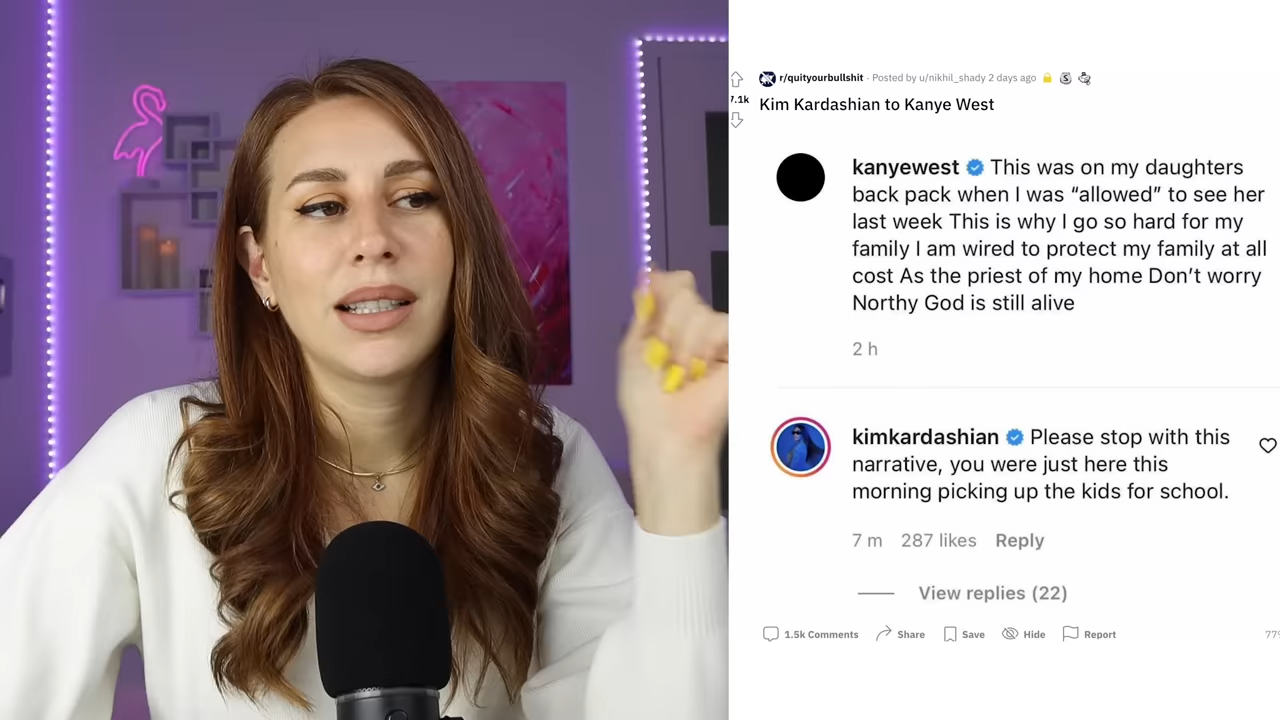 r/quityourbullshit · Posted by u/nikhil_shady 2 days ago
7.1k
Kim Kardashian to Kanye West
kanyewest This was on my daughters
back pack when I was “allowed” to see her
last week This is why I go so hard for my
family I am wired to protect my family at all
cost As the priest of my home Don’t worry
Northy God is still alive
2 h
kimkardashian Please stop with this
narrative, you were just here this
morning picking up the kids for school.
7 m 287 likes Reply
View replies (22)
1.5k Comments Share Save Hide Report